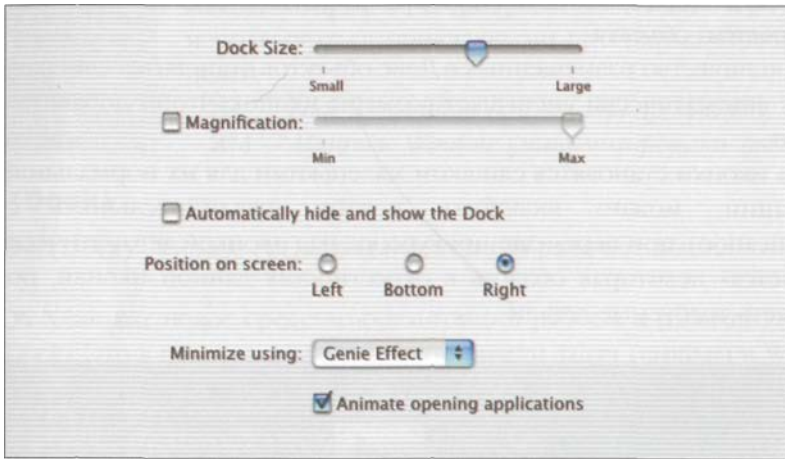 Dock Size:
Small Large
Magnification:
Min Max
Automatically hide and show the Dock
Position on screen:
Left Bottom Right
Minimize using: Genie Effect
Animate opening applications